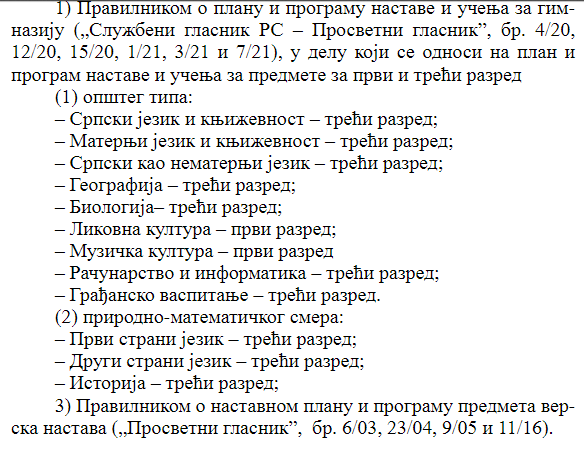 1) Правилником о плану и програму наставе и учења за гим-
назију („Службени гласник РС – Просветни гласник”, бр. 4/20,
12/20, 15/20, 1/21, 3/21 и 7/21), у делу који се односи на план и
програм наставе и учења за предмете за први и трећи разред
(1) општег типа:
– Српски језик и књижевност – трећи разред;
– Матерњи језик и књижевност – трећи разред;
– Српски као нематерњи језик – трећи разред;
– Географија – трећи разред;
– Биологија– трећи разред;
– Ликовна култура – први разред;
– Музичка култура – први разред
– Рачунарство и информатика – трећи разред;
– Грађанско васпитање – трећи разред.
(2) природно-математичког смера:
– Први страни језик – трећи разред;
– Други страни језик – трећи разред;
– Историја – трећи разред;
3) Правилником о наставном плану и програму предмета вер-
ска настава („Просветни гласник”, бр. 6/03, 23/04, 9/05 и 11/16).